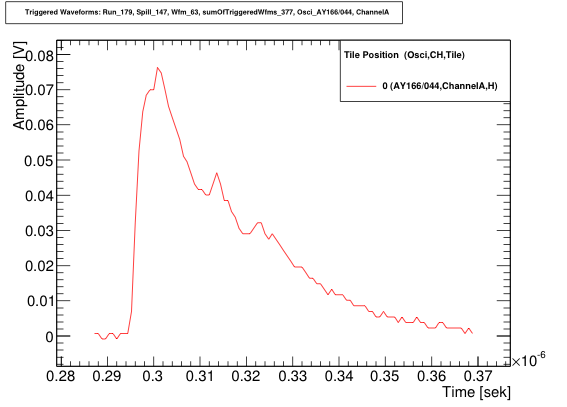 Triggered Waveforms: Run_179, Spill_147, Wfm_63, sumOfTriggeredWfms_377, Osci_AY166/044, ChannelA
Amplitude [V]
Tile Position (Osci,CH,Tile)
0 (AY166/044,ChannelA,H)
0.08
0.07
0.06
0.05
0.04
0.03
0.02
0.01
0
0.28 0.29 0.3 0.31 0.32 0.33 0.34 0.35 0.36 0.37
×10-6
Time [sek]